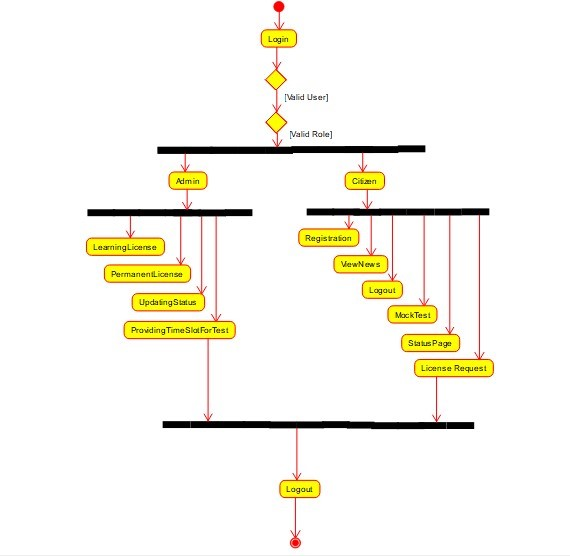 Login
[Valid User]
[Valid Role]
Admin
Citizen
LearningLicense
PermanentLicense
UpdatingStatus
ProvidingTimeSlotForTest
Registration
ViewNews
Logout
MockTest
StatusPage
License Request
Logout